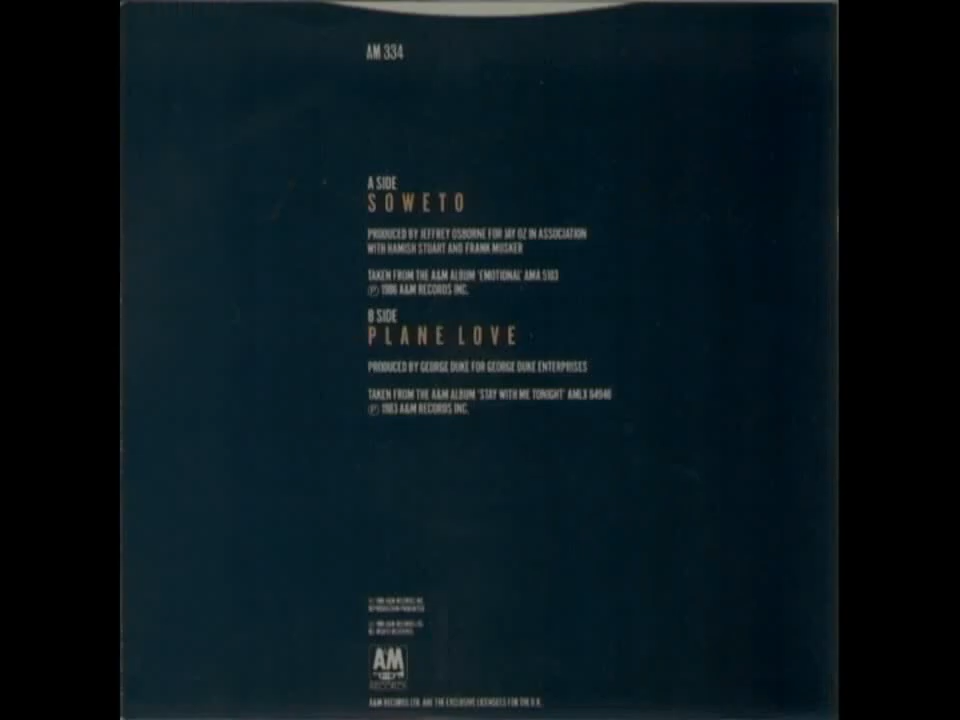 AM 334
A SIDE
SOWETO
PRODUCED BY JEFFREY OSBORNE FOR JAY OZ IN ASSOCIATION
WITH HAMISH STUART AND FRANK MUSKER
TAKEN FROM THE A&M ALBUM 'EMOTIONAL' AMA 5103
℗ 1986 A&M RECORDS INC.
B SIDE
PLANE LOVE
PRODUCED BY GEORGE DUKE FOR GEORGE DUKE ENTERPRISES
TAKEN FROM THE A&M ALBUM 'STAY WITH ME TONIGHT' AMLX 64940
℗ 1983 A&M RECORDS INC.
A&M
RECORDS
A&M RECORDS LTD. ARE THE EXCLUSIVE LICENSEES FOR THE U.K.